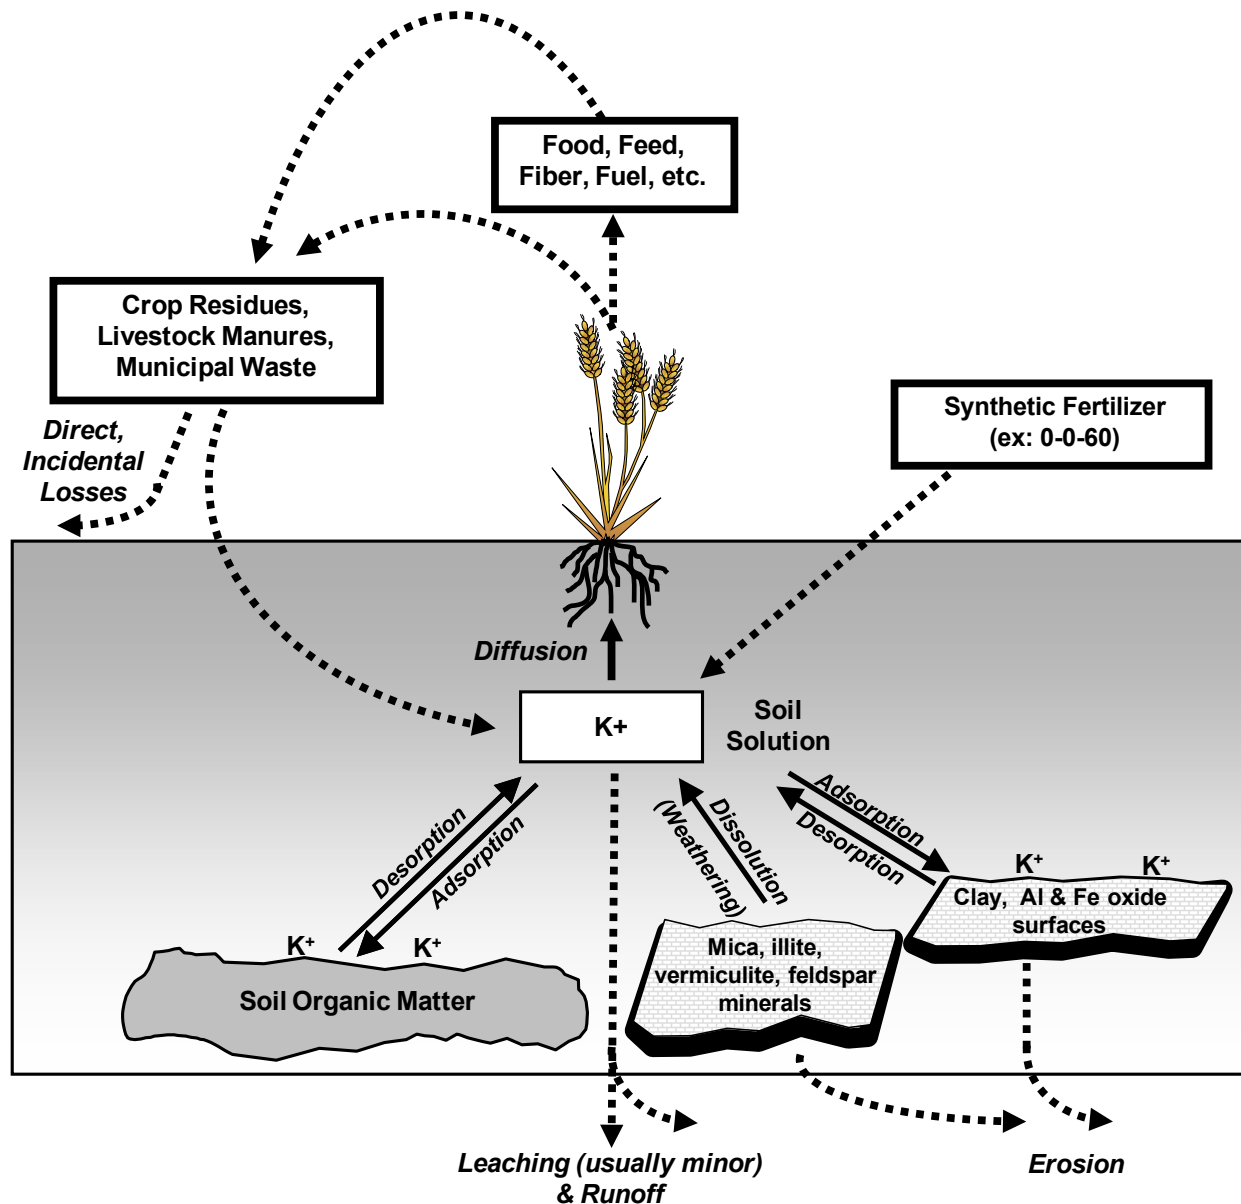 Food, Feed,
Fiber, Fuel, etc.
Crop Residues,
Livestock Manures,
Municipal Waste
Synthetic Fertilizer
(ex: 0-0-60)
Direct,
Incidental
Losses
Diffusion
K+
Soil
Solution
Desorption
Adsorption
Dissolution
(Weathering)
Adsorption
Desorption
K+
K+
Clay, Al & Fe oxide
surfaces
K+
K+
Soil Organic Matter
Mica, illite,
vermiculite, feldspar
minerals
Leaching (usually minor)
& Runoff
Erosion